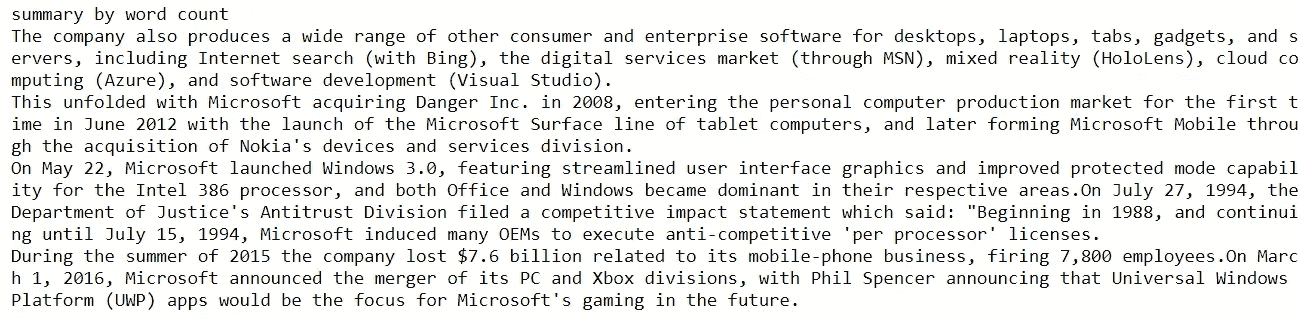 summary by word count
The company also produces a wide range of other consumer and enterprise software for desktops, laptops, tabs, gadgets, and s
ervers, including Internet search (with Bing), the digital services market (through MSN), mixed reality (HoloLens), cloud co
mputing (Azure), and software development (Visual Studio).
This unfolded with Microsoft acquiring Danger Inc. in 2008, entering the personal computer production market for the first t
ime in June 2012 with the launch of the Microsoft Surface line of tablet computers, and later forming Microsoft Mobile throu
gh the acquisition of Nokia's devices and services division.
On May 22, Microsoft launched Windows 3.0, featuring streamlined user interface graphics and improved protected mode capabil
ity for the Intel 386 processor, and both Office and Windows became dominant in their respective areas.On July 27, 1994, the
Department of Justice's Antitrust Division filed a competitive impact statement which said: "Beginning in 1988, and continui
ng until July 15, 1994, Microsoft induced many OEMs to execute anti-competitive 'per processor' licenses.
During the summer of 2015 the company lost $7.6 billion related to its mobile-phone business, firing 7,800 employees.On Marc
h 1, 2016, Microsoft announced the merger of its PC and Xbox divisions, with Phil Spencer announcing that Universal Windows
Platform (UWP) apps would be the focus for Microsoft's gaming in the future.